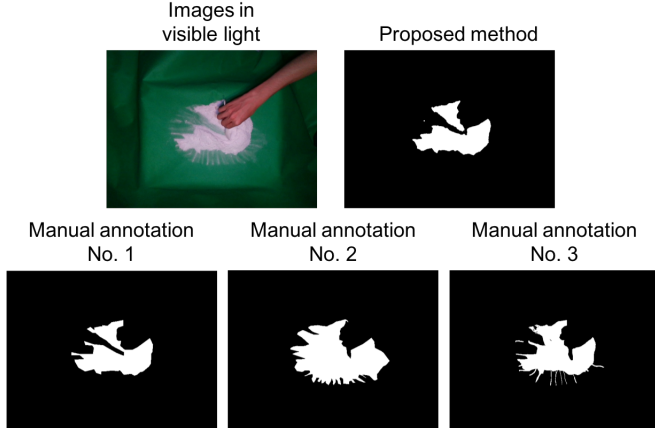 Images in
visible light
Proposed method
Manual annotation
No. 1
Manual annotation
No. 2
Manual annotation
No. 3